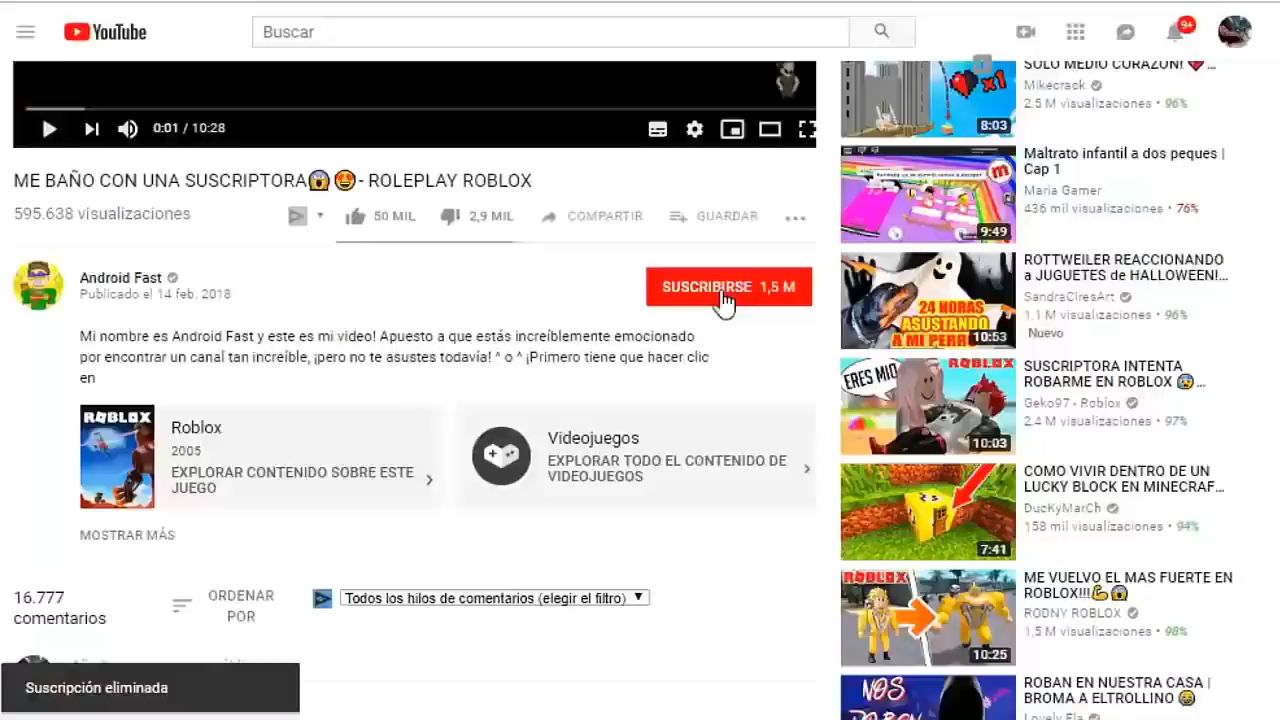 YouTube
Buscar
9+
0:01 / 10:28
ME BAÑO CON UNA SUSCRIPTORA😱 🤩- ROLEPLAY ROBLOX
595.638 visualizaciones
50 MIL
2,9 MIL
COMPARTIR
GUARDAR
Android Fast
Publicado el 14 feb. 2018
SUSCRIBIRSE 1,5 M
Mi nombre es Android Fast y este es mi video! Apuesto a que estás increíblemente emocionado
por encontrar un canal tan increíble, ¡pero no te asustes todavía! ^ o ^ ¡Primero tiene que hacer clic
en
ROBLOX
Roblox
2005
EXPLORAR CONTENIDO SOBRE ESTE
JUEGO
Videojuegos
EXPLORAR TODO EL CONTENIDO DE
VIDEOJUEGOS
MOSTRAR MÁS
16.777
comentarios
ORDENAR
POR
Todos los hilos de comentarios (elegir el filtro)
Suscripción eliminada
x1
8:03
SOLO MEDIO CORAZÓN! 💔...
Mikecrack
2.5 M visualizaciones • 96%
9:49
Maltrato infantil a dos peques |
Cap 1
Maria Gamer
436 mil visualizaciones • 76%
24 HORAS
ASUSTANDO
A MI PERRO
10:53
ROTTWEILER REACCIONANDO
a JUGUETES de HALLOWEEN!...
SandraCiresArt
1.1 M visualizaciones • 96%
Nuevo
ERES MIO
ROBLOX
10:03
SUSCRIPTORA INTENTA
ROBARME EN ROBLOX 😰...
Geko97 - Roblox
2.4 M visualizaciones • 97%
7:41
COMO VIVIR DENTRO DE UN
LUCKY BLOCK EN MINECRAF...
DucKyMarCh
158 mil visualizaciones • 94%
ROBLOX
10:25
ME VUELVO EL MAS FUERTE EN
ROBLOX!!!💪😱
RODNY ROBLOX
1,5 M visualizaciones • 98%
NOS
ROBAN EN NUESTRA CASA |
BROMA A ELTROLLINO 😂